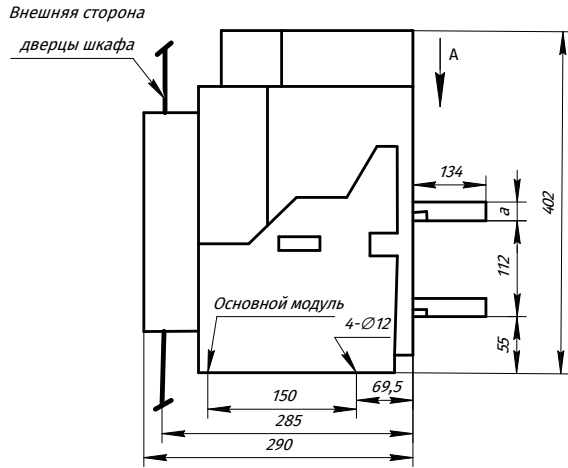 Внешняя сторона
дверцы шкафа
A
134
a
402
112
Основной модуль
4-∅12
55
150
69,5
285
290